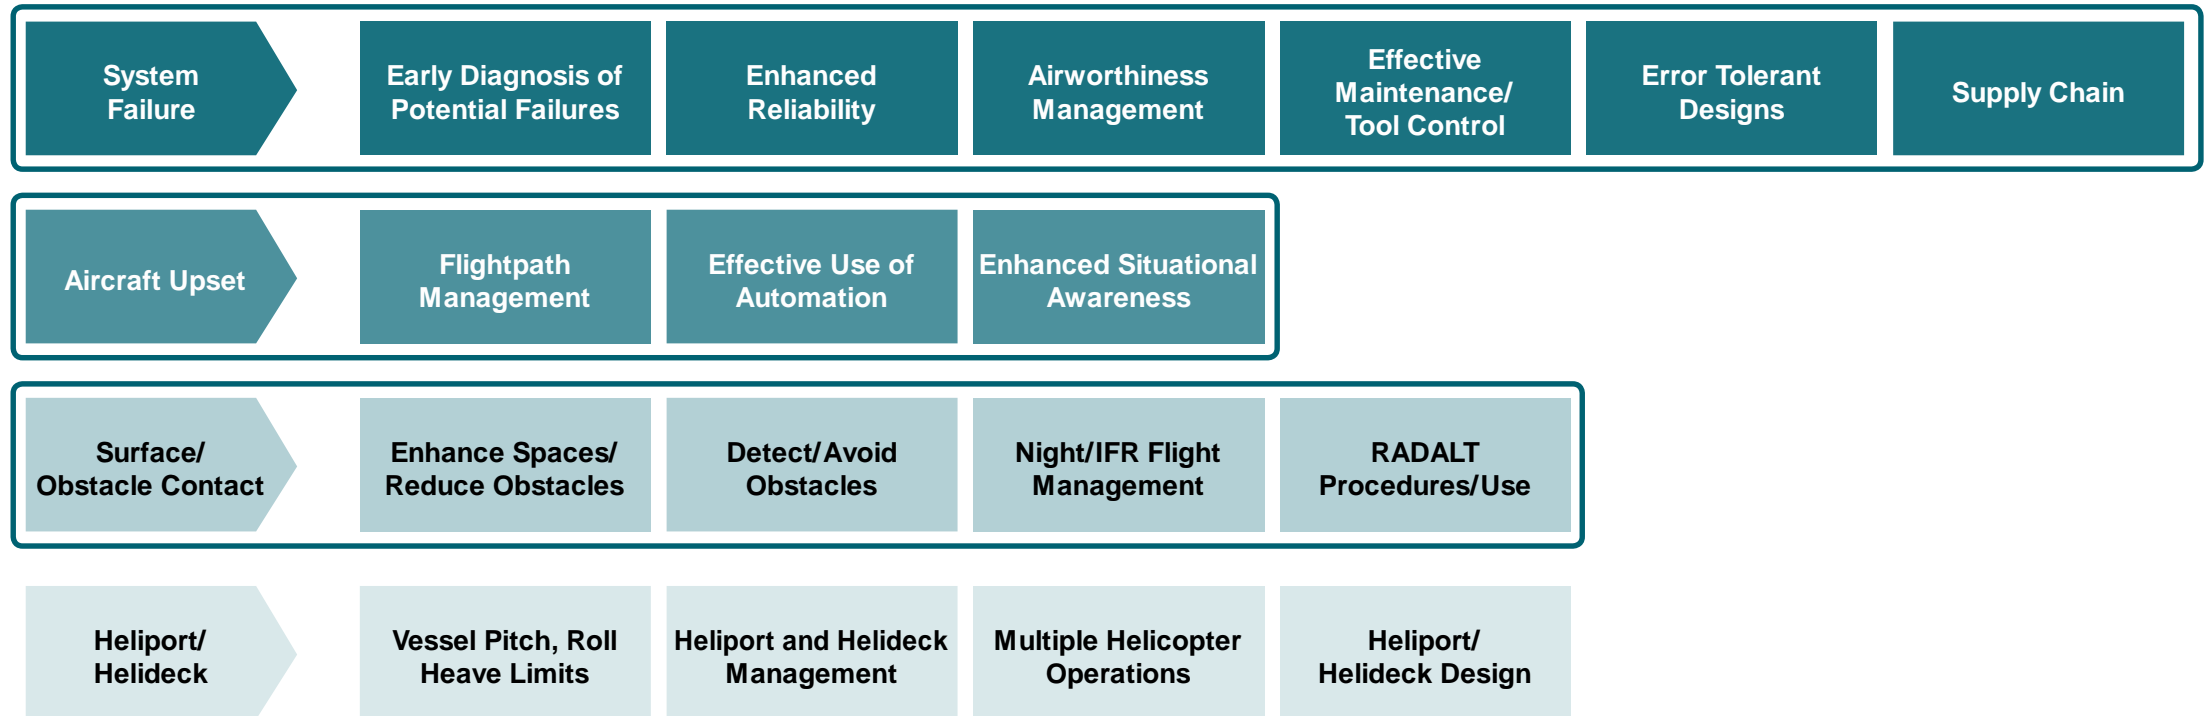 System
Failure
Early Diagnosis of
Potential Failures
Enhanced
Reliability
Airworthiness
Management
Effective
Maintenance/
Tool Control
Error Tolerant
Designs
Supply Chain
Aircraft Upset
Flightpath
Management
Effective Use of
Automation
Enhanced Situational
Awareness
Surface/
Obstacle Contact
Enhance Spaces/
Reduce Obstacles
Detect/Avoid
Obstacles
Night/IFR Flight
Management
RADALT
Procedures/Use
Heliport/
Helideck
Vessel Pitch, Roll
Heave Limits
Heliport and Helideck
Management
Multiple Helicopter
Operations
Heliport/
Helideck Design